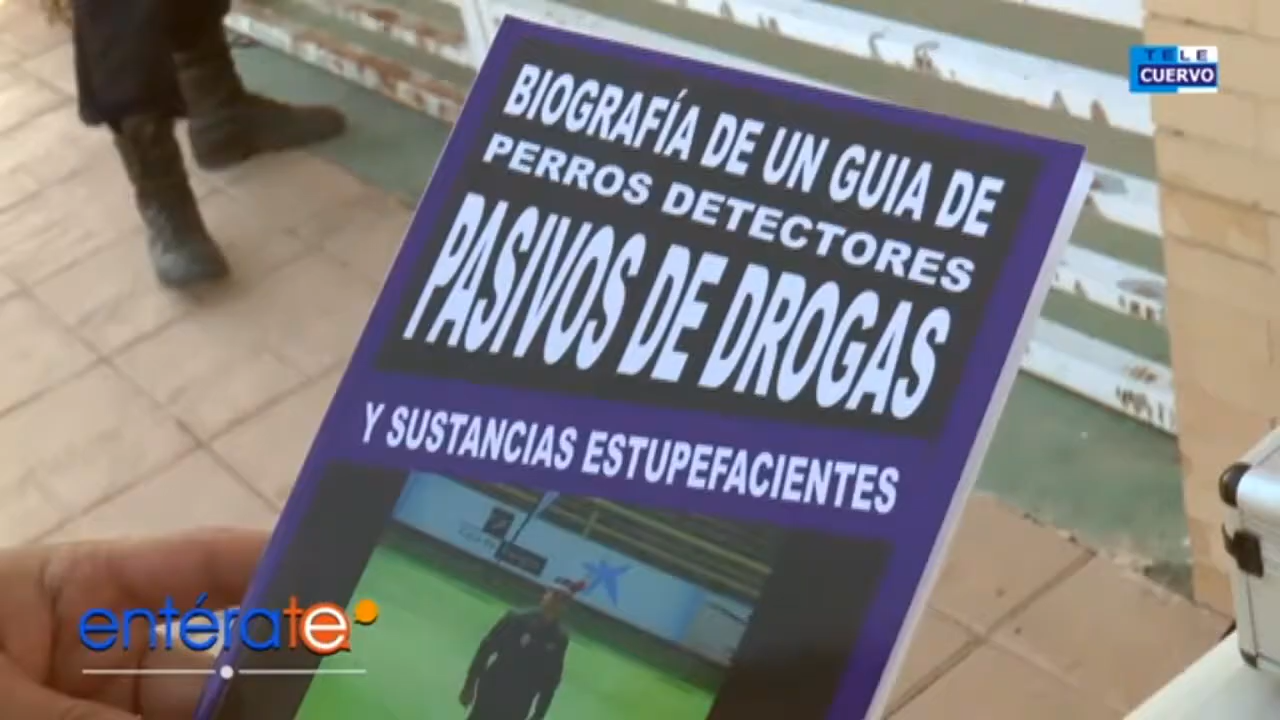 TELE
CUERVO
BIOGRAFÍA DE UN GUIA DE
PERROS DETECTORES
PASIVOS DE DROGAS
Y SUSTANCIAS ESTUPEFACIENTES
entérate